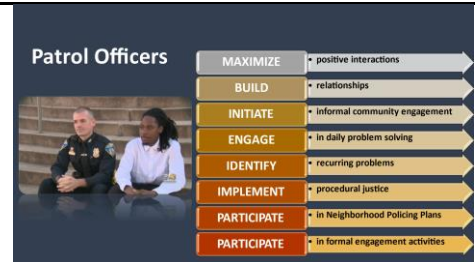 Patrol Officers
MAXIMIZE • positive interactions
BUILD • relationships
INITIATE • informal community engagement
ENGAGE • in daily problem solving
IDENTIFY • recurring problems
IMPLEMENT • procedural justice
PARTICIPATE • in Neighborhood Policing Plans
PARTICIPATE • in formal engagement activities